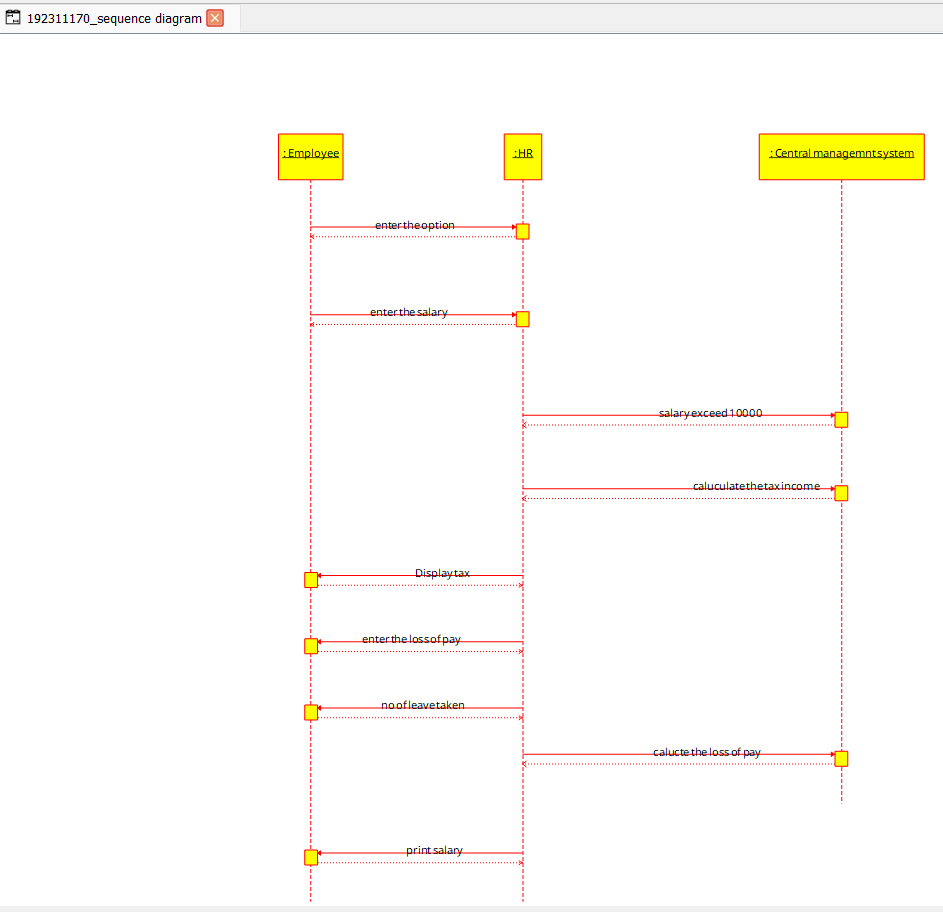 192311170_sequence diagram
: Employee
: HR
: Central managemnt system
enter the option
enter the salary
salary exceed 10000
caluculate the tax income
Display tax
enter the loss of pay
no of leave taken
calucte the loss of pay
print salary